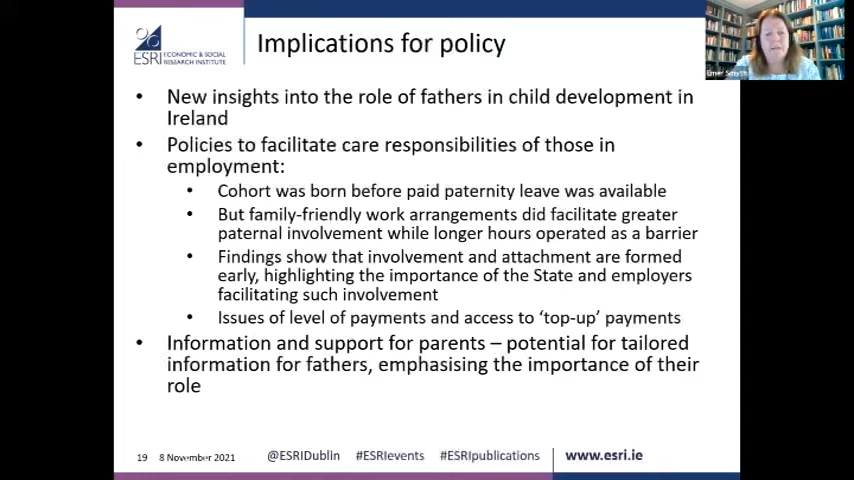 ESRI
ECONOMIC & SOCIAL
RESEARCH INSTITUTE
Implications for policy
Emer Smyth
• New insights into the role of fathers in child development in
Ireland
• Policies to facilitate care responsibilities of those in
employment:
• Cohort was born before paid paternity leave was available
• But family-friendly work arrangements did facilitate greater
paternal involvement while longer hours operated as a barrier
• Findings show that involvement and attachment are formed
early, highlighting the importance of the State and employers
facilitating such involvement
• Issues of level of payments and access to ‘top-up’ payments
• Information and support for parents – potential for tailored
information for fathers, emphasising the importance of their
role
19 8 November 2021 @ESRIDublin #ESRIevents #ESRIpublications www.esri.ie